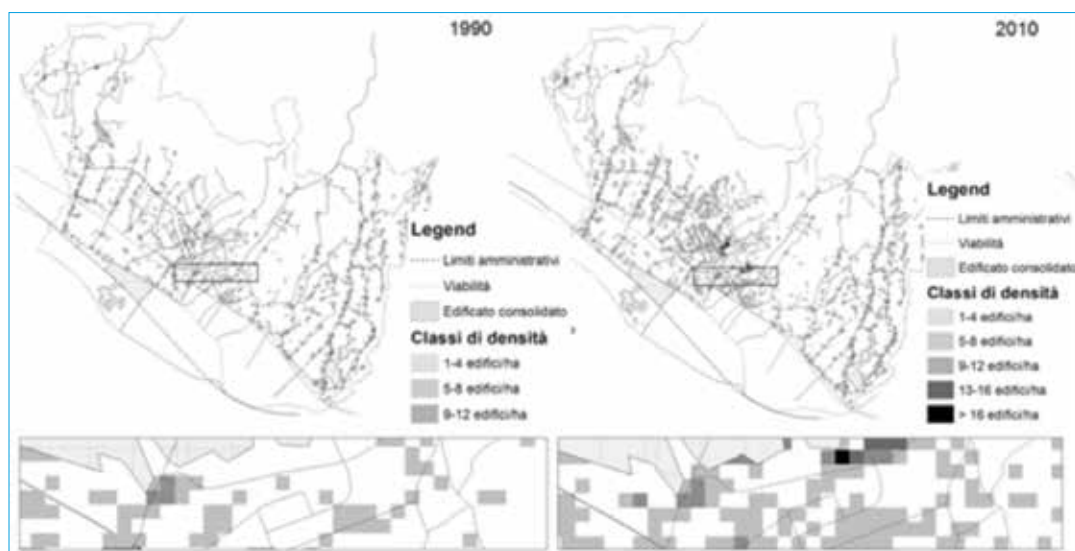 1990
Legend
Limiti amministrativi
Viabilità
Edificato consolidato
Classi di densità
1-4 edifici/ha
5-8 edifici/ha
9-12 edifici/ha
2010
Legend
Limiti amministrativi
Viabilità
Edificato consolidato
Classi di densità
1-4 edifici/ha
5-8 edifici/ha
9-12 edifici/ha
13-16 edifici/ha
> 16 edifici/ha